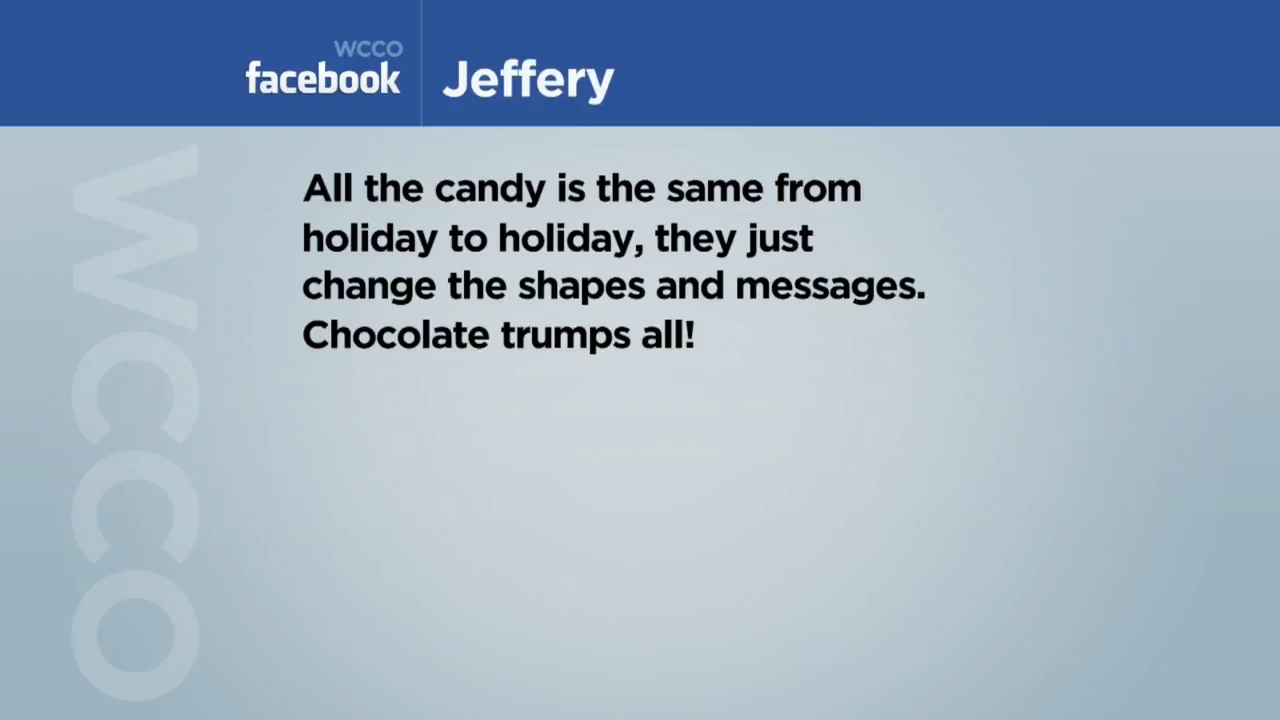 WCCO
facebook
Jeffery
All the candy is the same from
holiday to holiday, they just
change the shapes and messages.
Chocolate trumps all!
WCCO